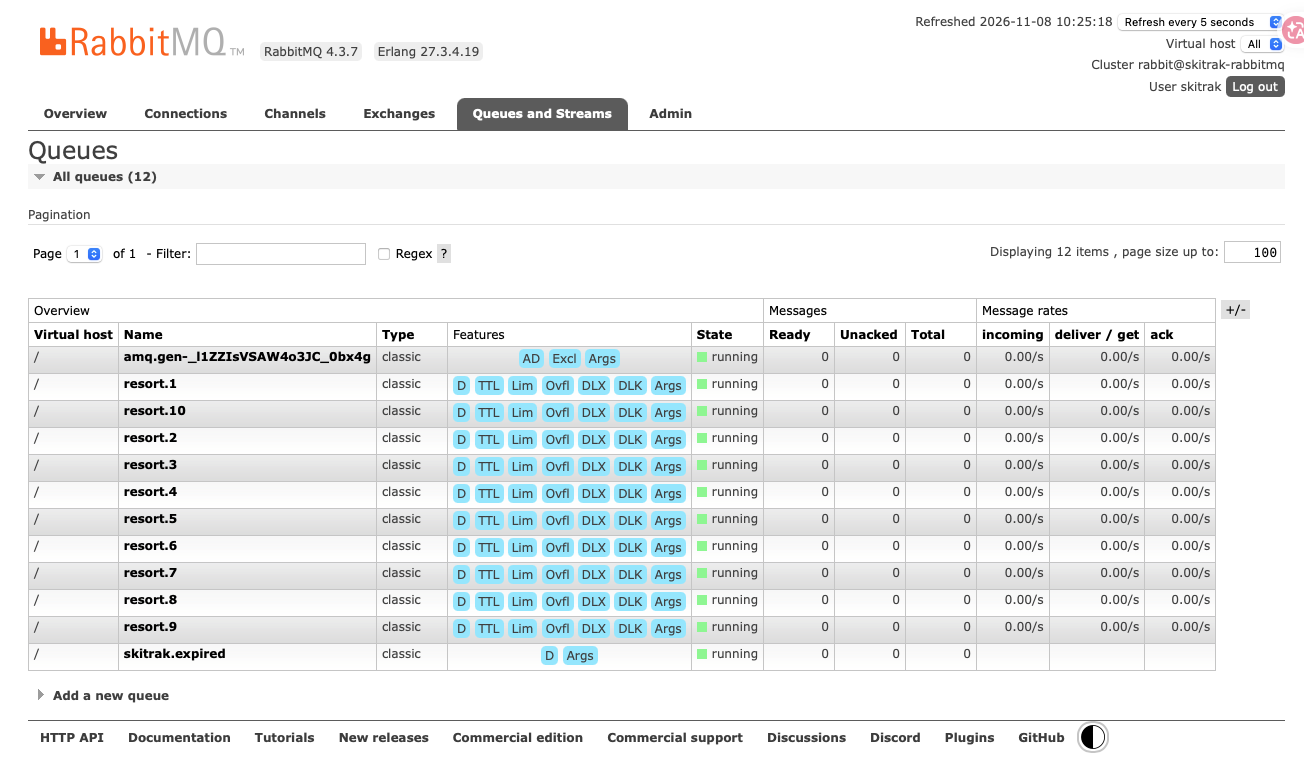 Refreshed 2026-11-08 10:25:18 Refresh every 5 seconds
RabbitMQ TM RabbitMQ 4.3.7 Erlang 27.3.4.19
Virtual host All
Cluster rabbit@skitrak-rabbitmq
User skitrak Log out
Overview Connections Channels Exchanges Queues and Streams Admin
Queues
All queues (12)
Pagination
Page 1 of 1 - Filter: Regex ? Displaying 12 items , page size up to: 100
Overview Messages Message rates +/-
Virtual host Name Type Features State Ready Unacked Total incoming deliver / get ack
/ amq.gen-_l1ZZIsVSAW4o3JC_0bx4g classic AD Excl Args running 0 0 0 0.00/s 0.00/s 0.00/s
/ resort.1 classic D TTL Lim Ovfl DLX DLK Args running 0 0 0 0.00/s 0.00/s 0.00/s
/ resort.10 classic D TTL Lim Ovfl DLX DLK Args running 0 0 0 0.00/s 0.00/s 0.00/s
/ resort.2 classic D TTL Lim Ovfl DLX DLK Args running 0 0 0 0.00/s 0.00/s 0.00/s
/ resort.3 classic D TTL Lim Ovfl DLX DLK Args running 0 0 0 0.00/s 0.00/s 0.00/s
/ resort.4 classic D TTL Lim Ovfl DLX DLK Args running 0 0 0 0.00/s 0.00/s 0.00/s
/ resort.5 classic D TTL Lim Ovfl DLX DLK Args running 0 0 0 0.00/s 0.00/s 0.00/s
/ resort.6 classic D TTL Lim Ovfl DLX DLK Args running 0 0 0 0.00/s 0.00/s 0.00/s
/ resort.7 classic D TTL Lim Ovfl DLX DLK Args running 0 0 0 0.00/s 0.00/s 0.00/s
/ resort.8 classic D TTL Lim Ovfl DLX DLK Args running 0 0 0 0.00/s 0.00/s 0.00/s
/ resort.9 classic D TTL Lim Ovfl DLX DLK Args running 0 0 0 0.00/s 0.00/s 0.00/s
/ skitrak.expired classic D Args running 0 0 0
Add a new queue
HTTP API Documentation Tutorials New releases Commercial edition Commercial support Discussions Discord Plugins GitHub